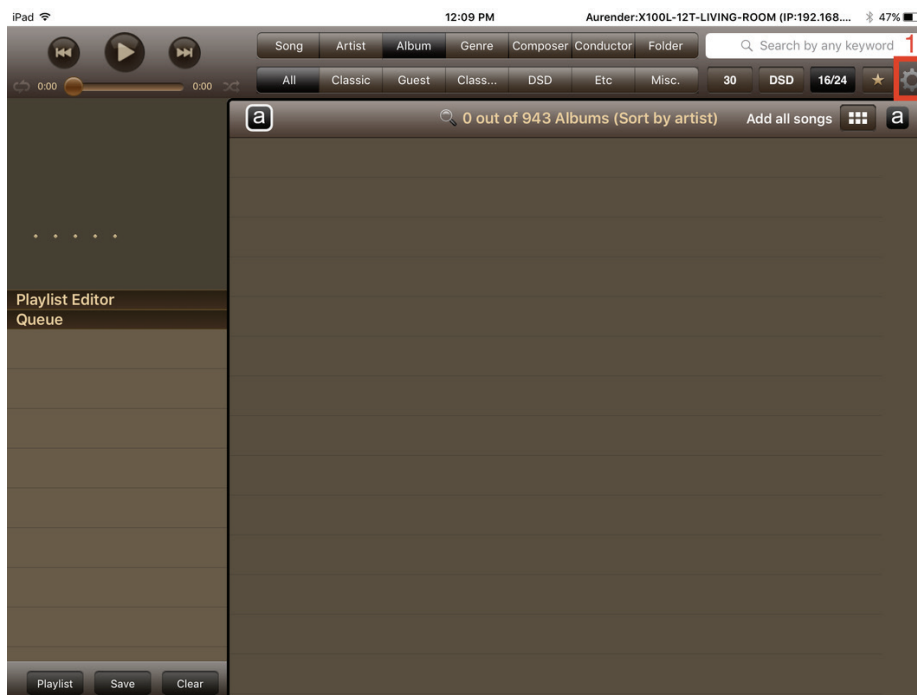 iPad 12:09 PM Aurender:X100L-12T-LIVING-ROOM (IP:192.168.... 47%
Song Artist Album Genre Composer Conductor Folder Search by any keyword 1
0:00 0:00 All Classic Guest Class... DSD Etc Misc. 30 DSD 16/24
a 0 out of 943 Albums (Sort by artist) Add all songs a
Playlist Editor
Queue
Playlist Save Clear